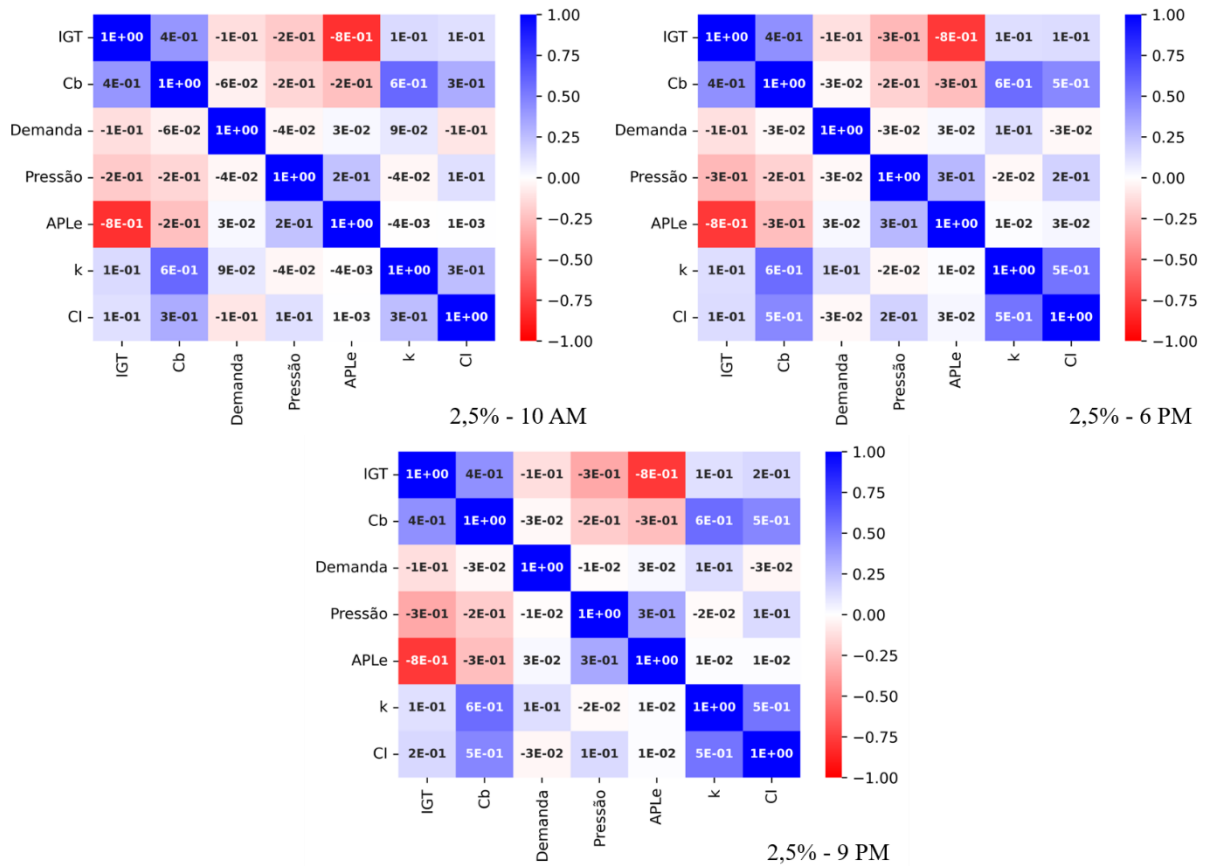 IGT 1E+00 4E-01 -1E-01 -2E-01 -8E-01 1E-01 1E-01
Cb 4E-01 1E+00 -6E-02 -2E-01 -2E-01 6E-01 3E-01
Demanda -1E-01 -6E-02 1E+00 -4E-02 3E-02 9E-02 -1E-01
Pressão -2E-01 -2E-01 -4E-02 1E+00 2E-01 -4E-02 1E-01
APLe -8E-01 -2E-01 3E-02 2E-01 1E+00 -4E-03 1E-03
k 1E-01 6E-01 9E-02 -4E-02 -4E-03 1E+00 3E-01
Cl 1E-01 3E-01 -1E-01 1E-01 1E-03 3E-01 1E+00
IGT Cb Demanda Pressão APLe k Cl
1.00
0.75
0.50
0.25
0.00
−0.25
−0.50
−0.75
−1.00
2,5% - 10 AM
IGT 1E+00 4E-01 -1E-01 -3E-01 -8E-01 1E-01 1E-01
Cb 4E-01 1E+00 -3E-02 -2E-01 -3E-01 6E-01 5E-01
Demanda -1E-01 -3E-02 1E+00 -3E-02 3E-02 1E-01 -3E-02
Pressão -3E-01 -2E-01 -3E-02 1E+00 3E-01 -2E-02 2E-01
APLe -8E-01 -3E-01 3E-02 3E-01 1E+00 1E-02 3E-02
k 1E-01 6E-01 1E-01 -2E-02 1E-02 1E+00 5E-01
Cl 1E-01 5E-01 -3E-02 2E-01 3E-02 5E-01 1E+00
IGT Cb Demanda Pressão APLe k Cl
1.00
0.75
0.50
0.25
0.00
−0.25
−0.50
−0.75
−1.00
2,5% - 6 PM
IGT 1E+00 4E-01 -1E-01 -3E-01 -8E-01 1E-01 2E-01
Cb 4E-01 1E+00 -3E-02 -2E-01 -3E-01 6E-01 5E-01
Demanda -1E-01 -3E-02 1E+00 -1E-02 3E-02 1E-01 -3E-02
Pressão -3E-01 -2E-01 -1E-02 1E+00 3E-01 -2E-02 1E-01
APLe -8E-01 -3E-01 3E-02 3E-01 1E+00 1E-02 1E-02
k 1E-01 6E-01 1E-01 -2E-02 1E-02 1E+00 5E-01
Cl 2E-01 5E-01 -3E-02 1E-01 1E-02 5E-01 1E+00
IGT Cb Demanda Pressão APLe k Cl
1.00
0.75
0.50
0.25
0.00
−0.25
−0.50
−0.75
−1.00
2,5% - 9 PM